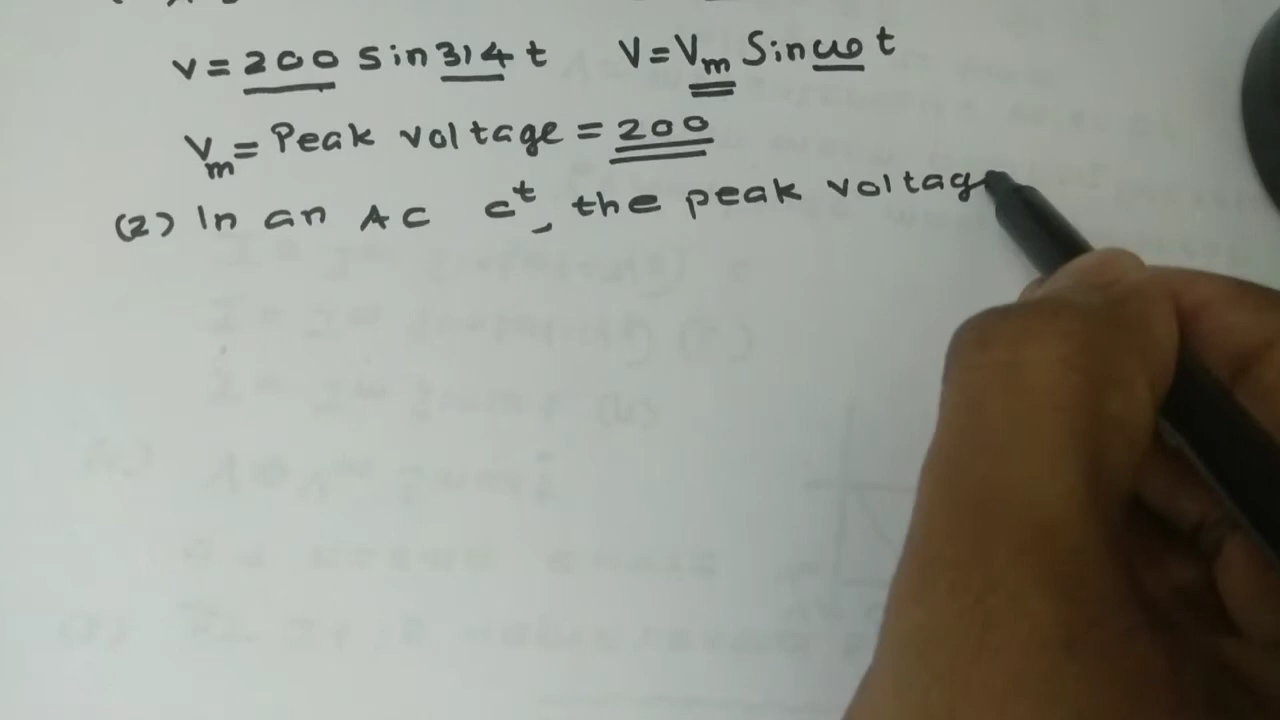 v = 200 Sin 314 t V = Vm Sin ω t
Vm = Peak voltage = 200
(2) In an AC ct, the peak voltage